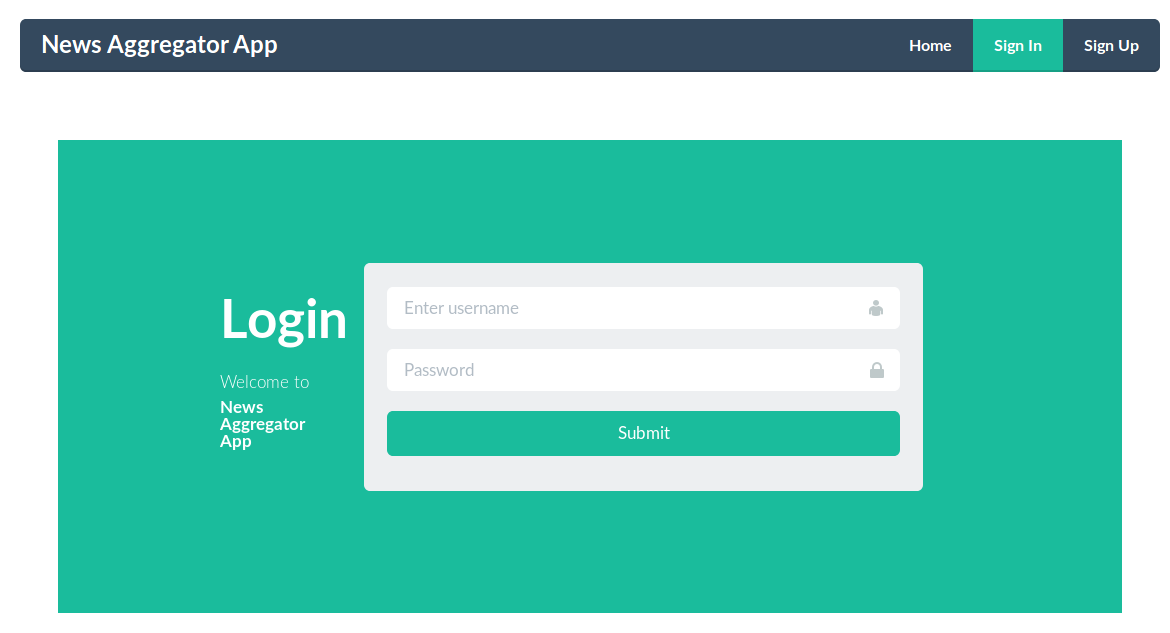 News Aggregator App
Home
Sign In
Sign Up
Login
Welcome to
News
Aggregator
App
Enter username
Password
Submit